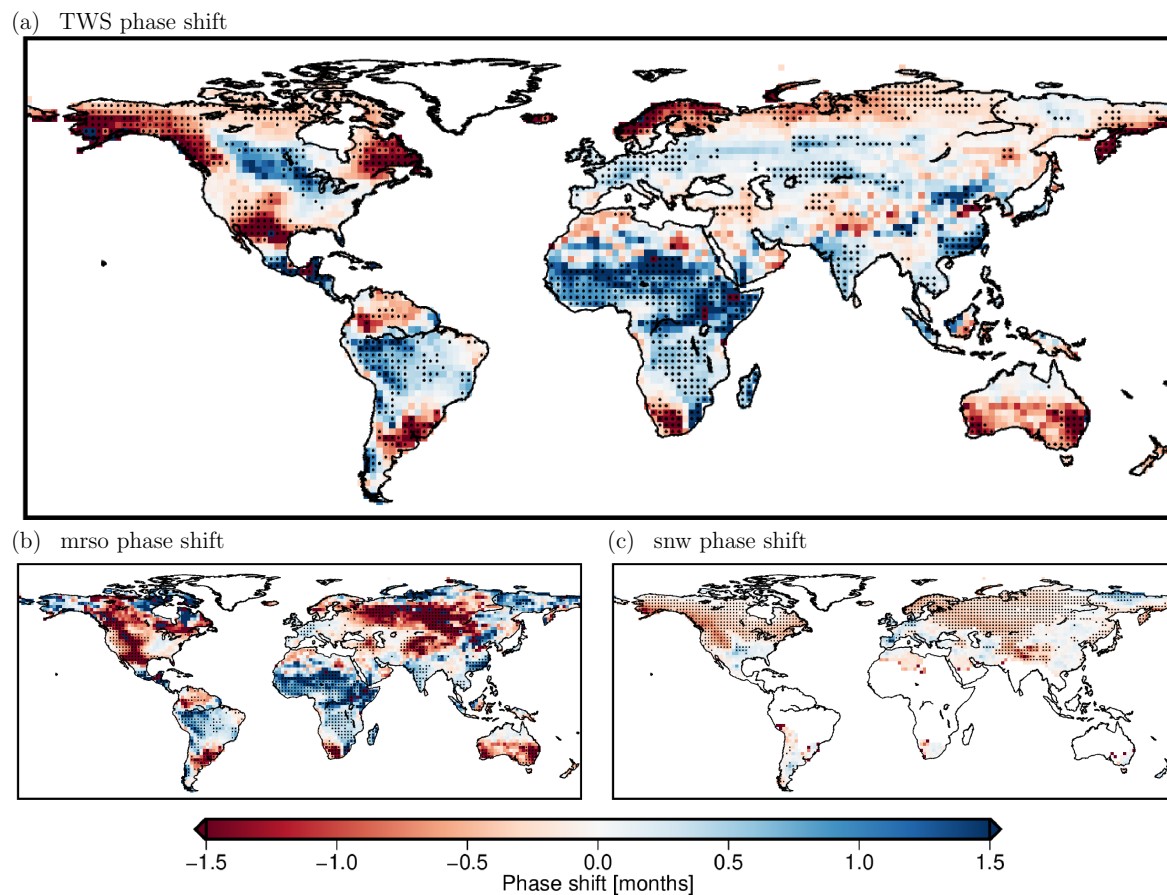 (a) TWS phase shift
(b) mrso phase shift
(c) snw phase shift
−1.5 −1.0 −0.5 0.0 0.5 1.0 1.5
Phase shift [months]